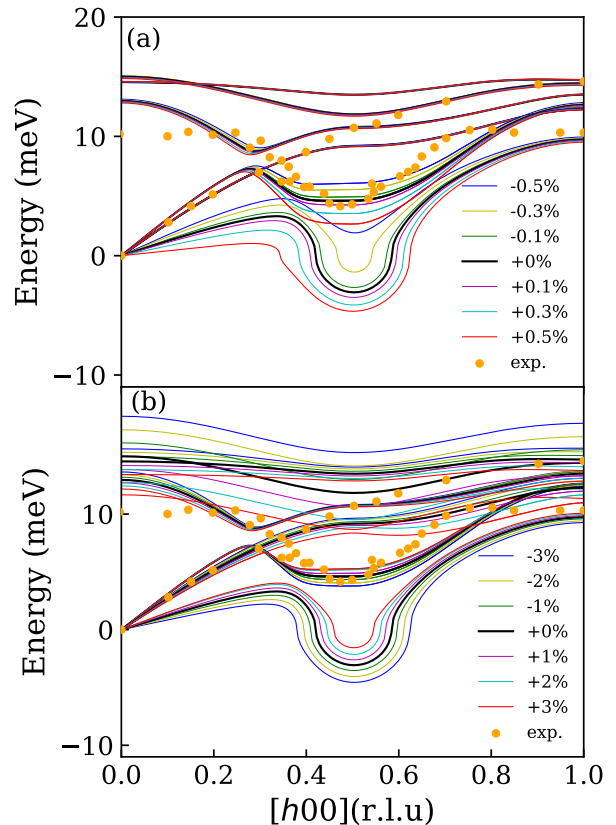 20
(a)
10
Energy (meV)
0
−10
-0.5%
-0.3%
-0.1%
+0%
+0.1%
+0.3%
+0.5%
exp.
(b)
10
Energy (meV)
0
−10
-3%
-2%
-1%
+0%
+1%
+2%
+3%
exp.
0.0 0.2 0.4 0.6 0.8 1.0
[h00](r.l.u)